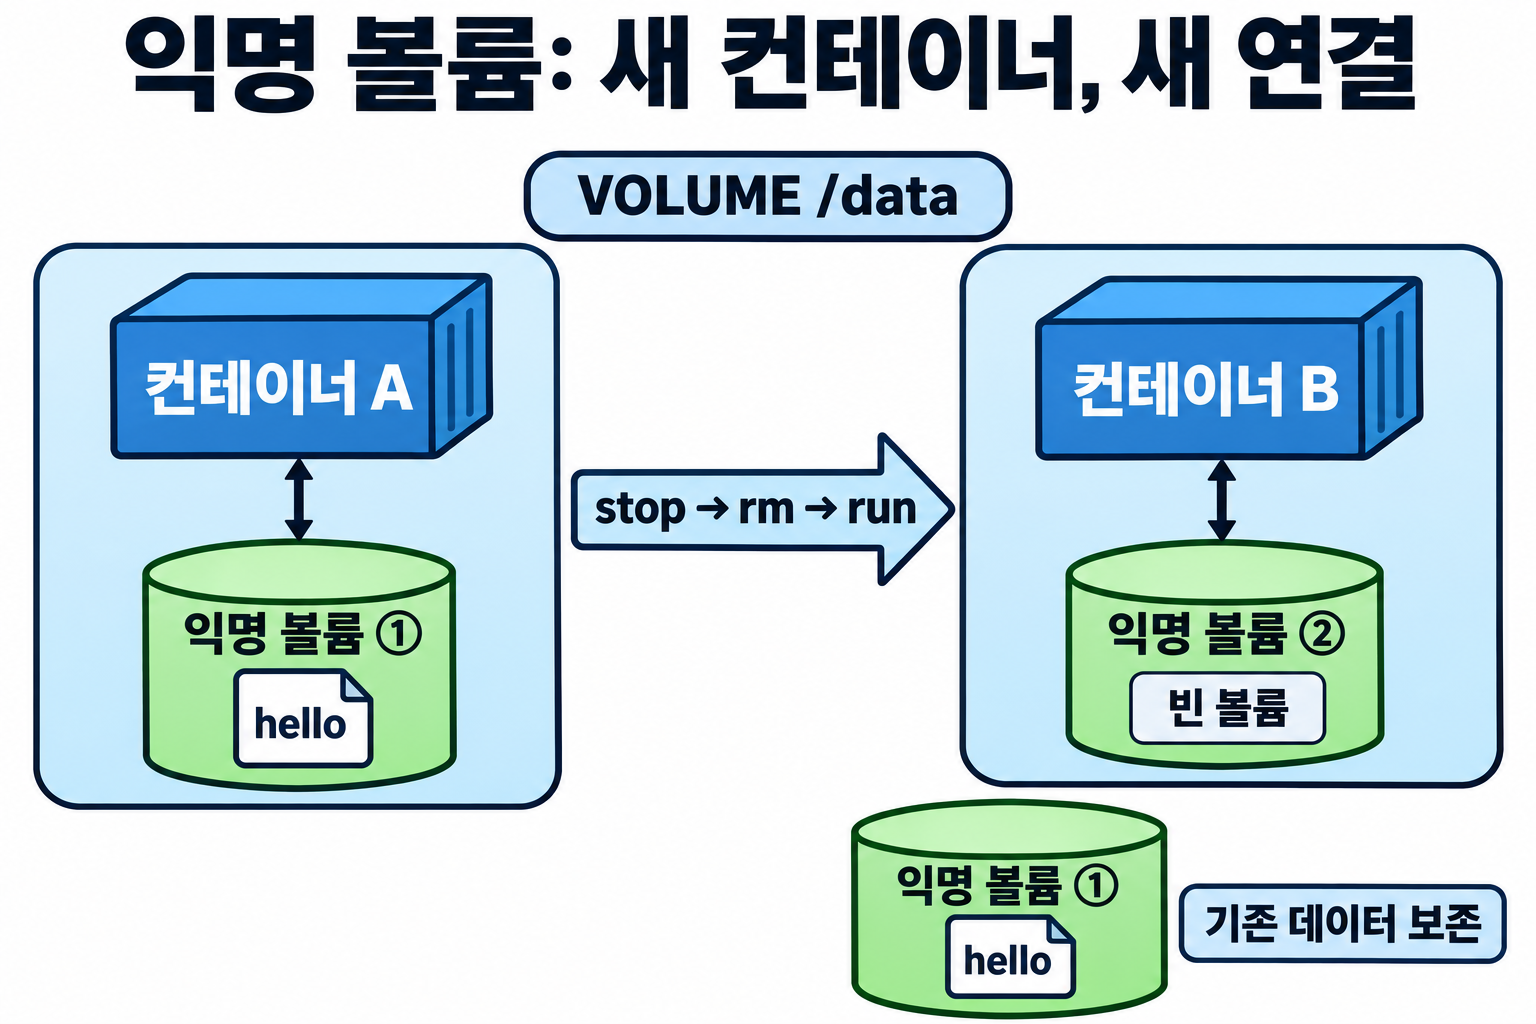 익명 볼륨: 새 컨테이너, 새 연결
VOLUME /data
컨테이너 A
익명 볼륨 ①
hello
stop → rm → run
컨테이너 B
익명 볼륨 ②
빈 볼륨
익명 볼륨 ①
hello
기존 데이터 보존